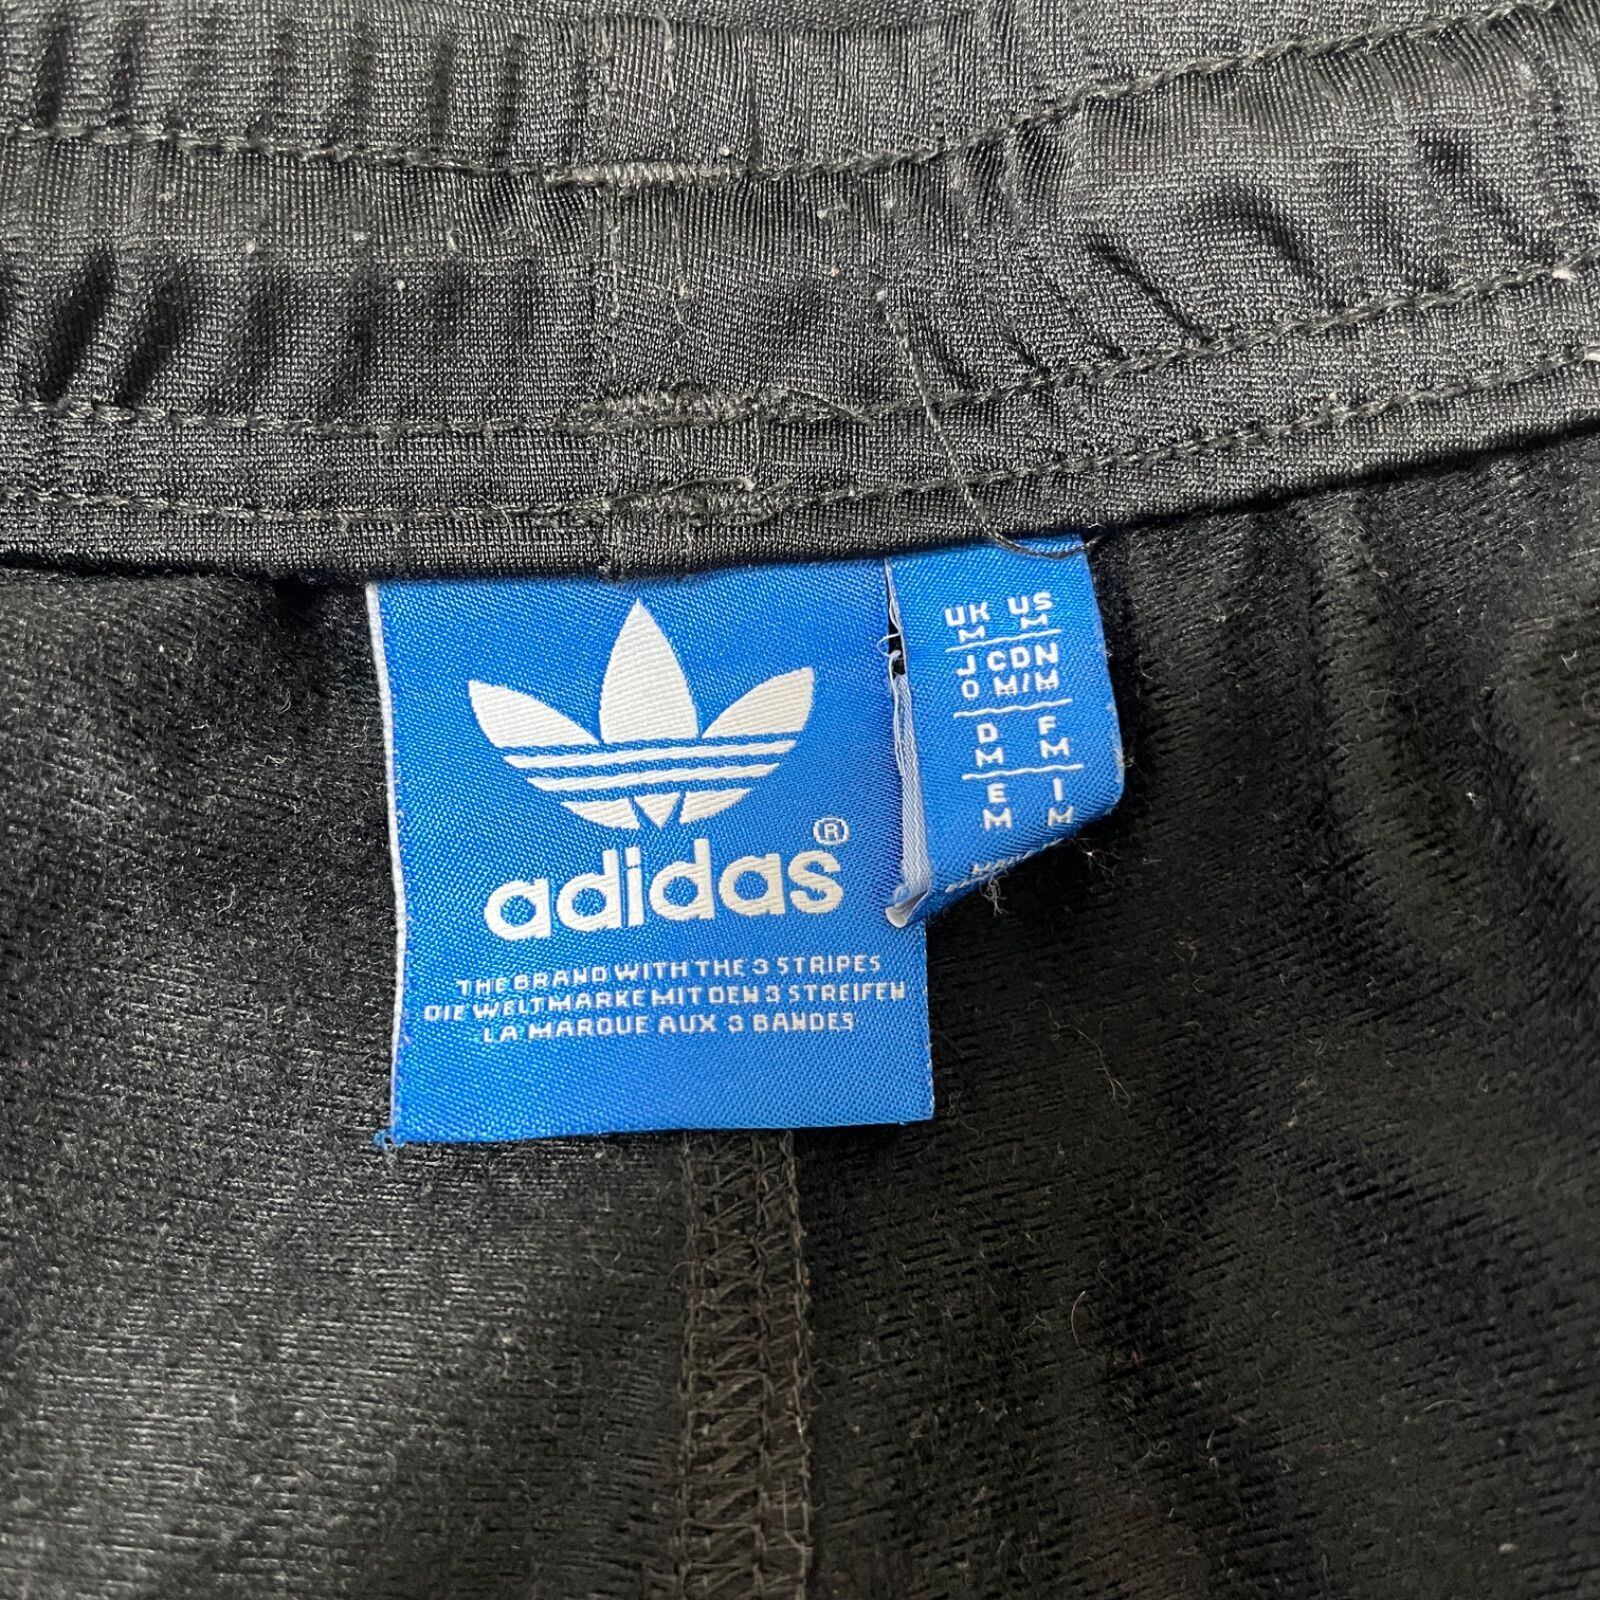 adidas®
THE BRAND WITH THE 3 STRIPES
DIE WELTMARKE MIT DEN 3 STREIFEN
LA MARQUE AUX 3 BANDES
UK US
M M
J CDN
O M/M
D F
M M
E I
M M